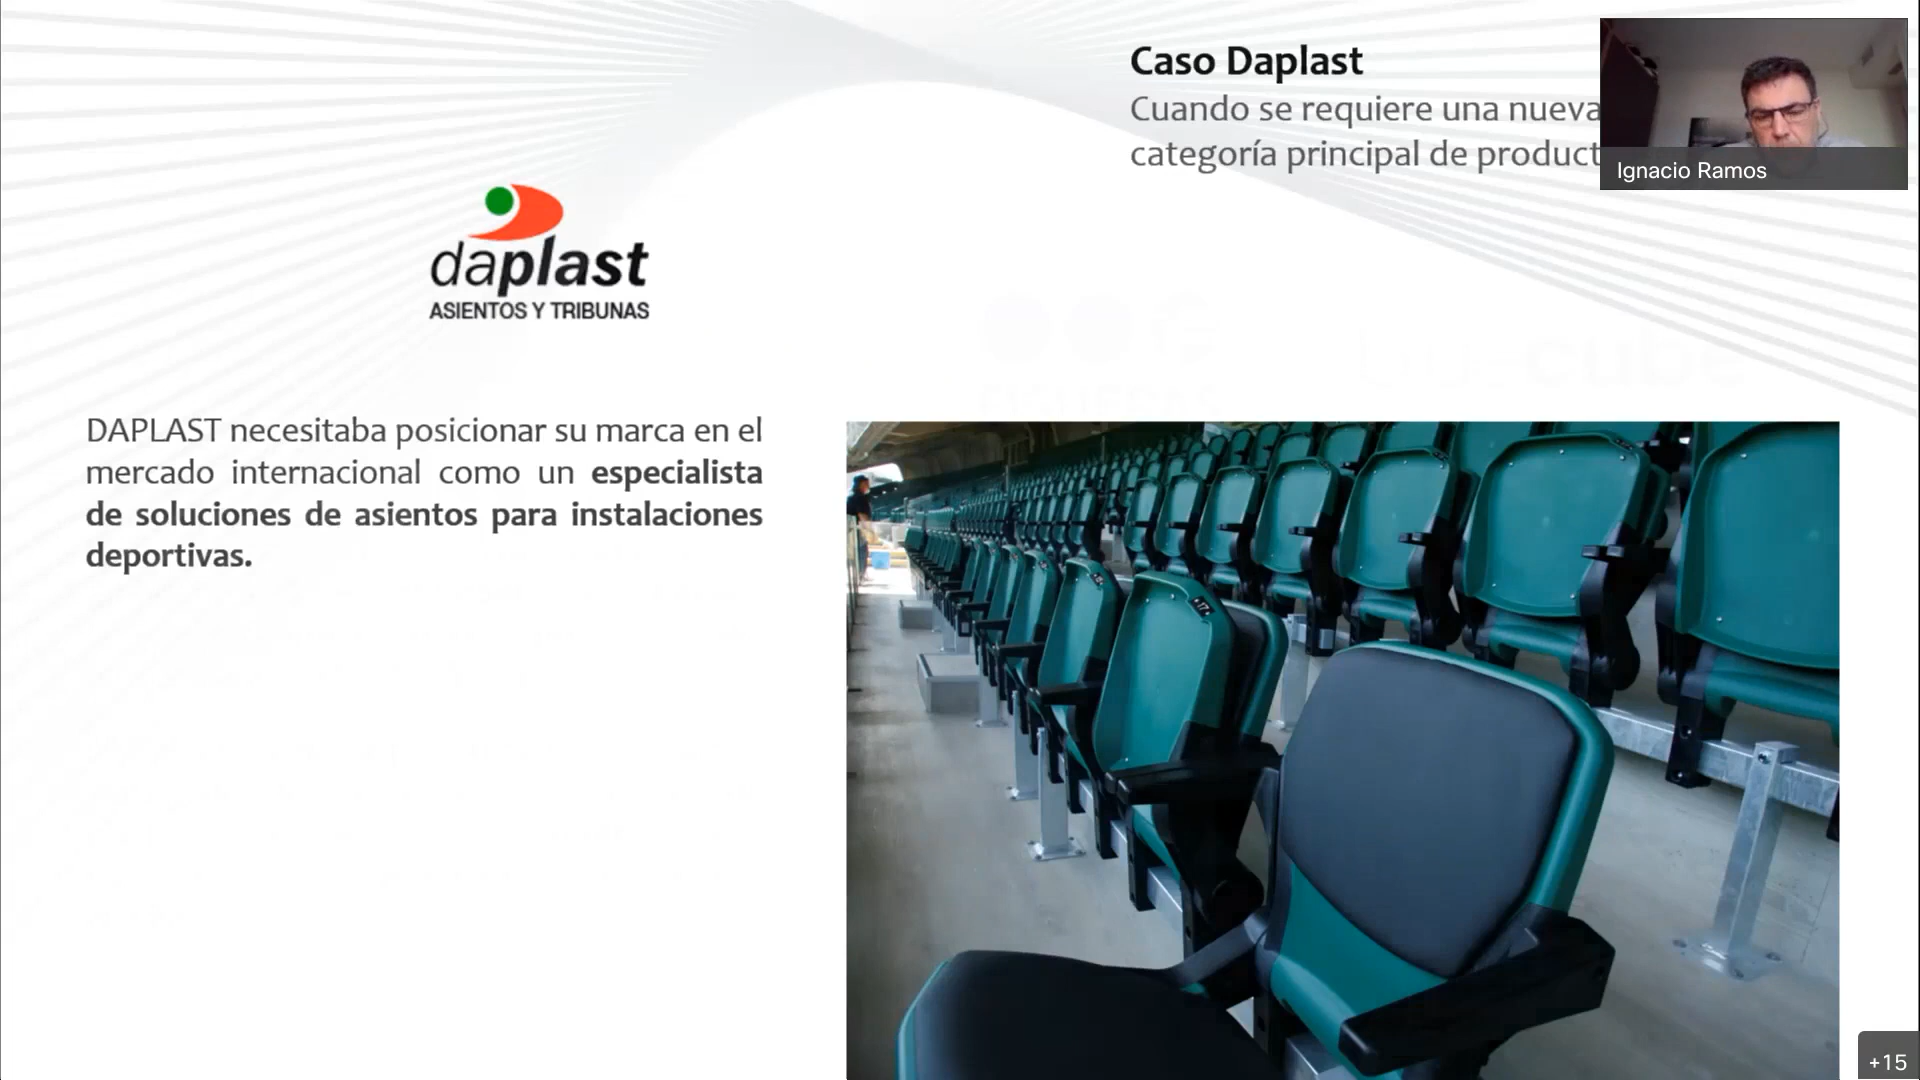 Caso Daplast
Cuando se requiere una nueva
categoría principal de product
Ignacio Ramos
daplast
ASIENTOS Y TRIBUNAS
DAPLAST necesitaba posicionar su marca en el
mercado internacional como un especialista
de soluciones de asientos para instalaciones
deportivas.
17
+15